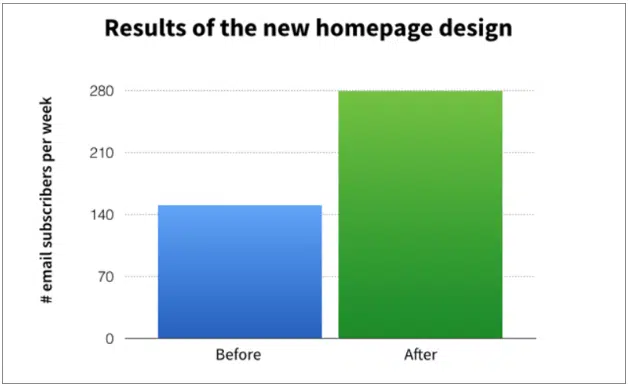 Results of the new homepage design
# email subscribers per week
280
210
140
70
0
Before
After